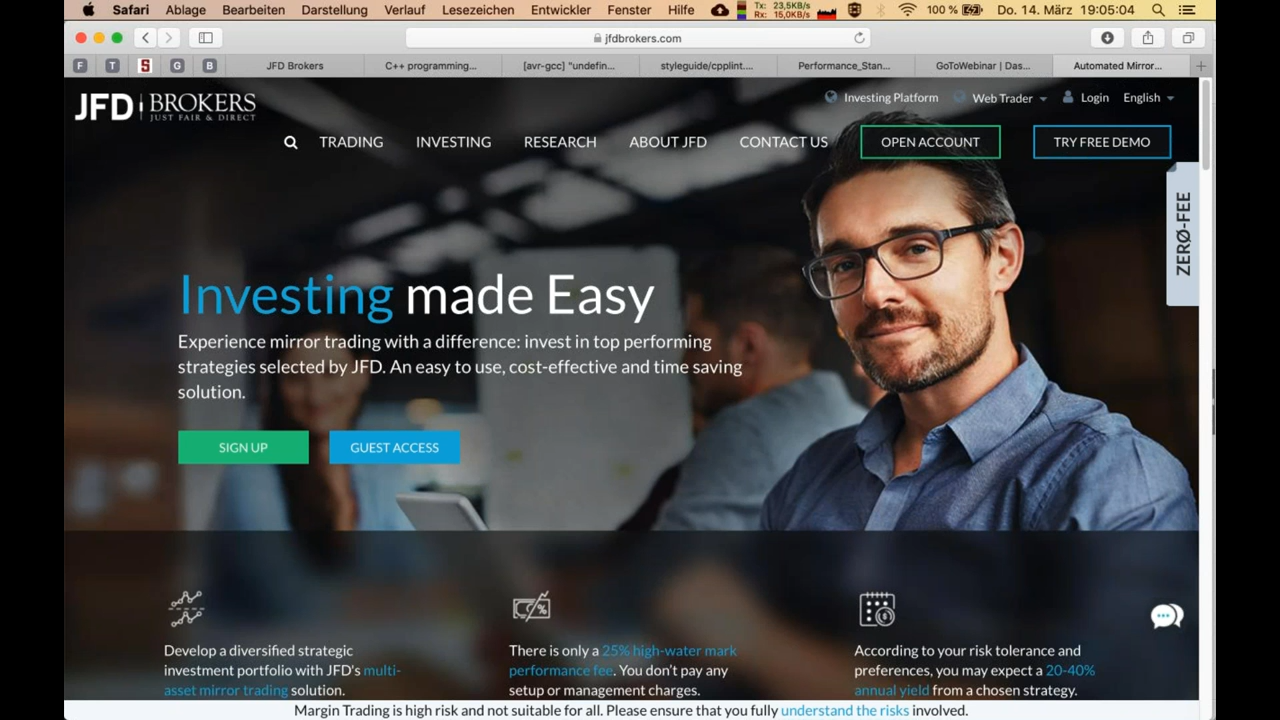 Safari Ablage Bearbeiten Darstellung Verlauf Lesezeichen Entwickler Fenster Hilfe Tx: 23,5KB/s Rx: 15,0KB/s 100 % Do. 14. März 19:05:04
jfdbrokers.com
F T S G B JFD Brokers C++ programming... [avr-gcc] "undefin... styleguide/cpplint.... Performance_Stan... GoToWebinar | Das... Automated Mirror...
JFD BROKERS
JUST FAIR & DIRECT
Investing Platform Web Trader Login English
TRADING INVESTING RESEARCH ABOUT JFD CONTACT US OPEN ACCOUNT TRY FREE DEMO
ZERØ-FEE
Investing made Easy
Experience mirror trading with a difference: invest in top performing
strategies selected by JFD. An easy to use, cost-effective and time saving
solution.
SIGN UP GUEST ACCESS
Develop a diversified strategic
investment portfolio with JFD's multi-
asset mirror trading solution.
There is only a 25% high-water mark
performance fee. You don't pay any
setup or management charges.
According to your risk tolerance and
preferences, you may expect a 20-40%
annual yield from a chosen strategy.
Margin Trading is high risk and not suitable for all. Please ensure that you fully understand the risks involved.